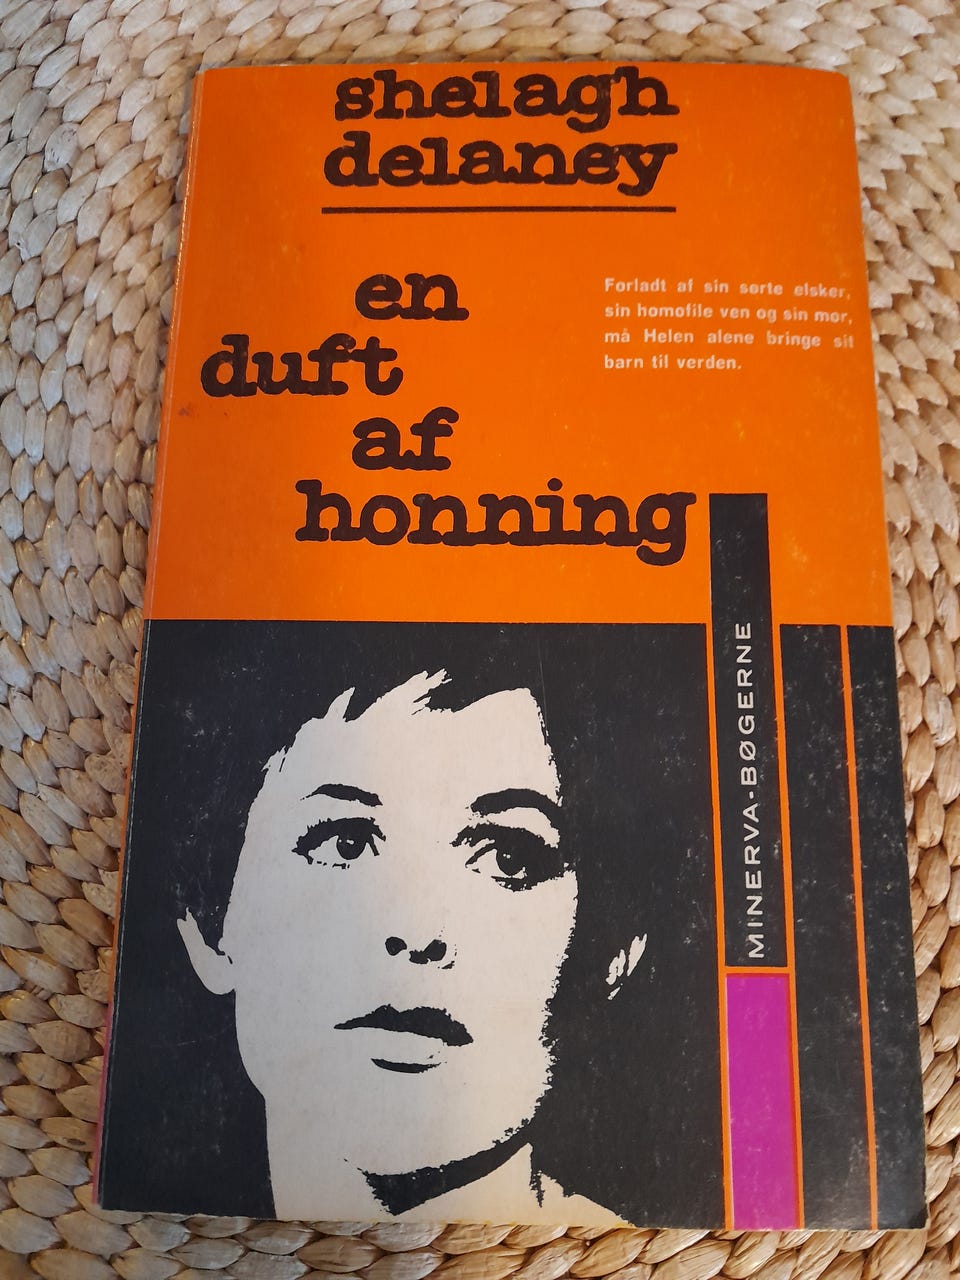 shelagh
delaney
en
duft
af
honning
Forladt af sin sorte elsker,
sin homofile ven og sin mor,
må Helen alene bringe sit
barn til verden.
MINERVA-BØGERNE